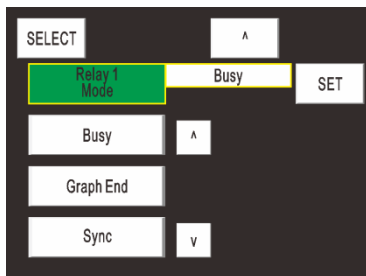 SELECT ∧
Relay 1
Mode Busy SET
Busy ∧
Graph End
Sync ∨